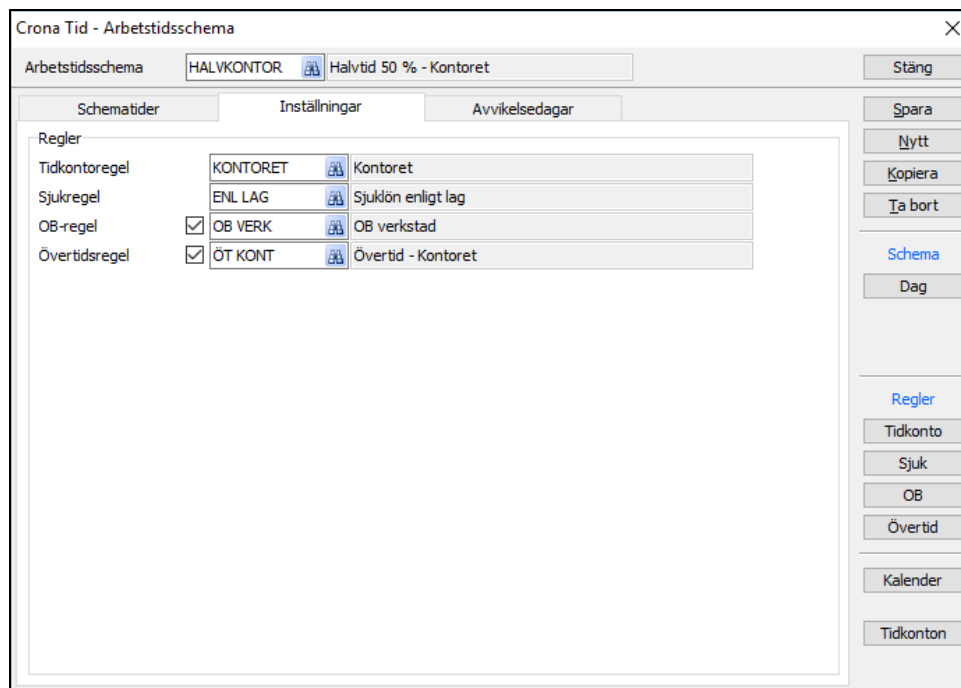 Crona Tid - Arbetstidsschema
Arbetstidsschema HALVKONTOR Halvtid 50 % - Kontoret Stäng
Schematider Inställningar Avvikelsedagar
Spara
Nytt
Kopiera
Ta bort
Regler
Tidkontoregel KONTORET Kontoret
Sjukregel ENL LAG Sjuklön enligt lag
OB-regel OB VERK OB verkstad
Övertidsregel ÖT KONT Övertid - Kontoret
Schema
Dag
Regler
Tidkonto
Sjuk
OB
Övertid
Kalender
Tidkonton